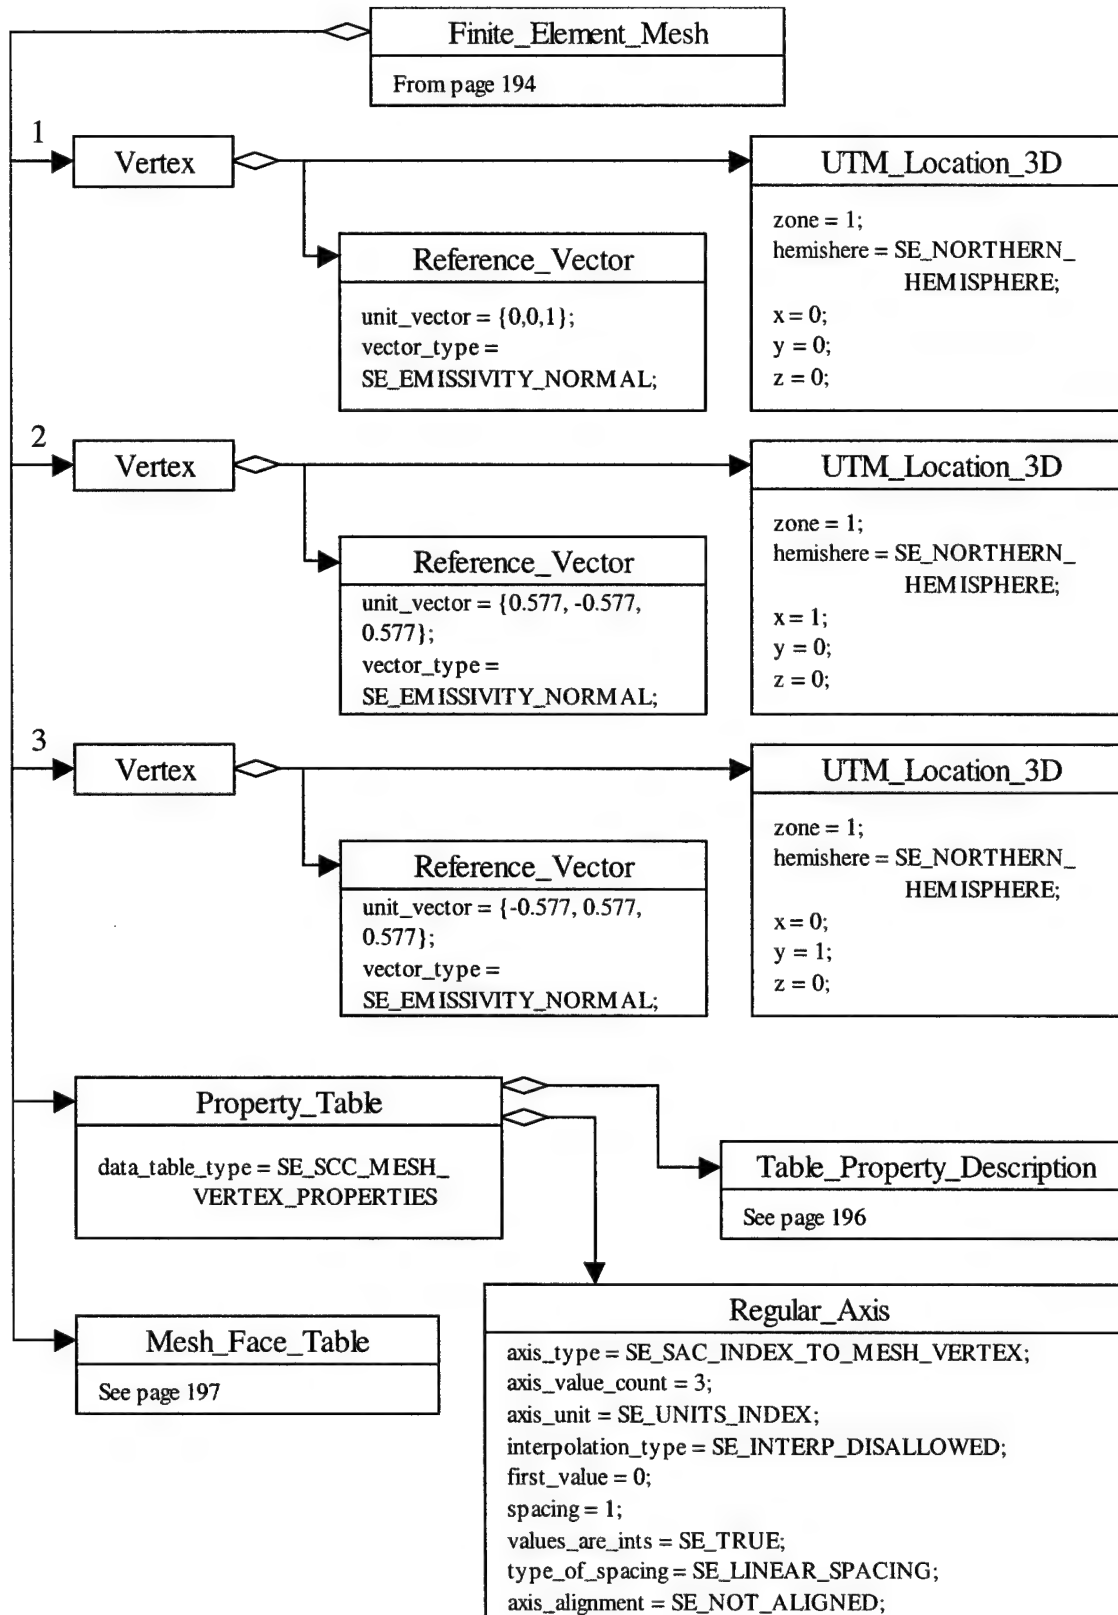 Finite_Element_Mesh
From page 194
1
Vertex
UTM_Location_3D
zone = 1;
hemishere = SE_NORTHERN_
HEMISPHERE;
x = 0;
y = 0;
z = 0;
Reference_Vector
unit_vector = {0,0,1};
vector_type =
SE_EMISSIVITY_NORMAL;
2
Vertex
UTM_Location_3D
zone = 1;
hemishere = SE_NORTHERN_
HEMISPHERE;
x = 1;
y = 0;
z = 0;
Reference_Vector
unit_vector = {0.577, -0.577,
0.577};
vector_type =
SE_EMISSIVITY_NORMAL;
3
Vertex
UTM_Location_3D
zone = 1;
hemishere = SE_NORTHERN_
HEMISPHERE;
x = 0;
y = 1;
z = 0;
Reference_Vector
unit_vector = {-0.577, 0.577,
0.577};
vector_type =
SE_EMISSIVITY_NORMAL;
Property_Table
data_table_type = SE_SCC_MESH_
VERTEX_PROPERTIES
Table_Property_Description
See page 196
Mesh_Face_Table
See page 197
Regular_Axis
axis_type = SE_SAC_INDEX_TO_MESH_VERTEX;
axis_value_count = 3;
axis_unit = SE_UNITS_INDEX;
interpolation_type = SE_INTERP_DISALLOWED;
first_value = 0;
spacing = 1;
values_are_ints = SE_TRUE;
type_of_spacing = SE_LINEAR_SPACING;
axis_alignment = SE_NOT_ALIGNED;